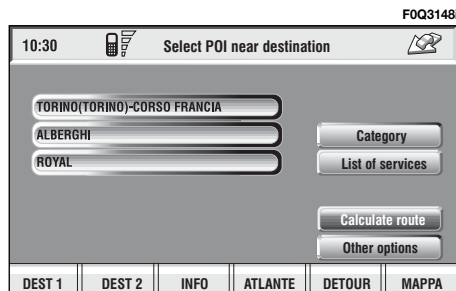 F0Q3148i
10:30 Select POI near destination
TORINO(TORINO)-CORSO FRANCIA
ALBERGHI
ROYAL
Category
List of services
Calculate route
Other options
DEST 1 DEST 2 INFO ATLANTE DETOUR MAPPA